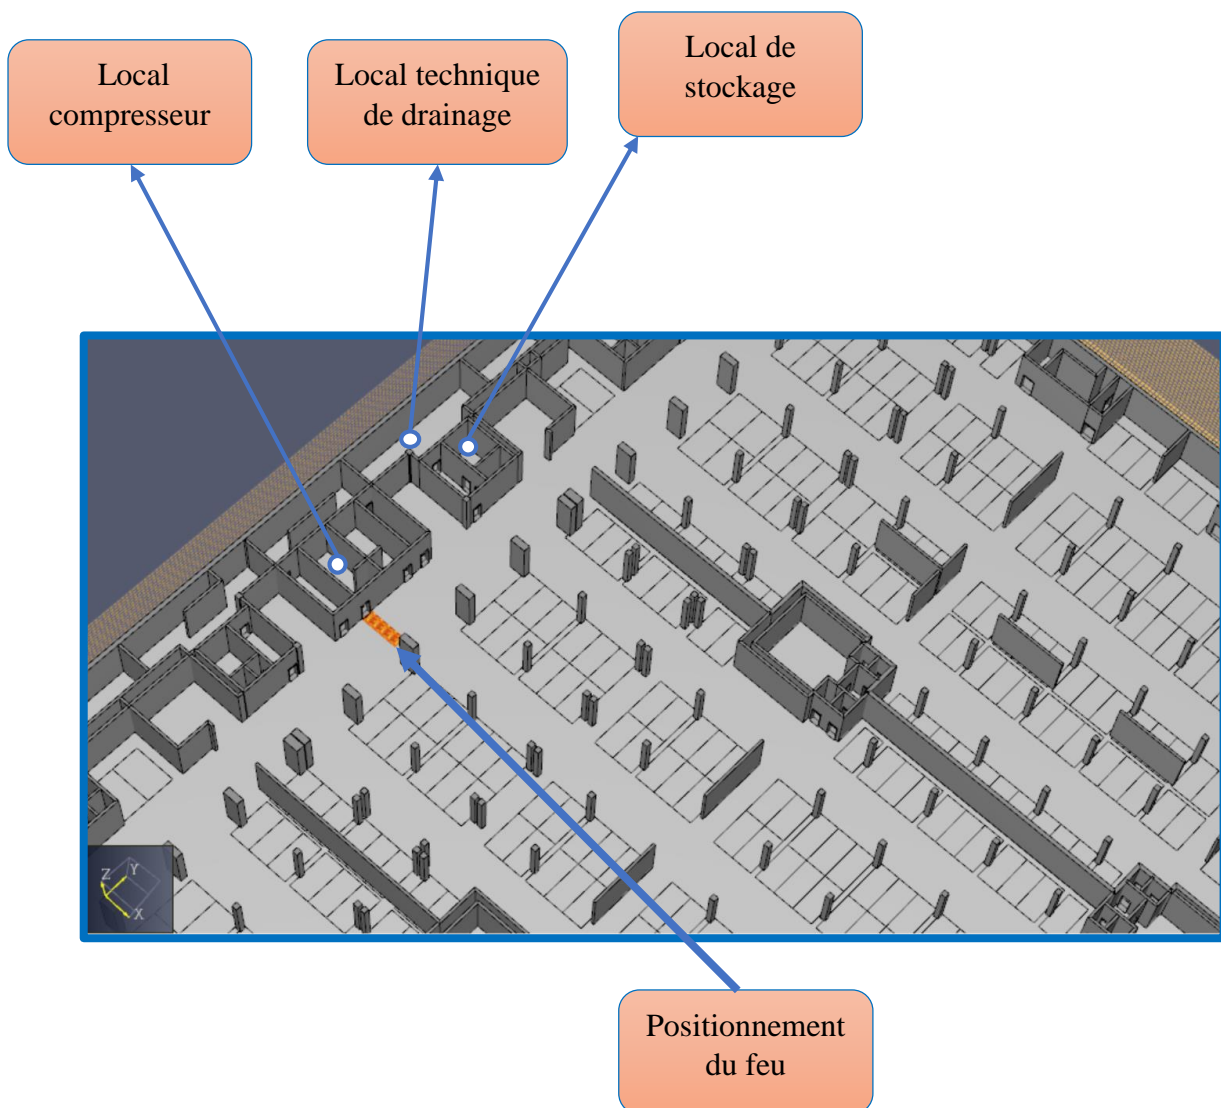 Local
compresseur
Local technique
de drainage
Local de
stockage
Z
Y
X
Positionnement
du feu